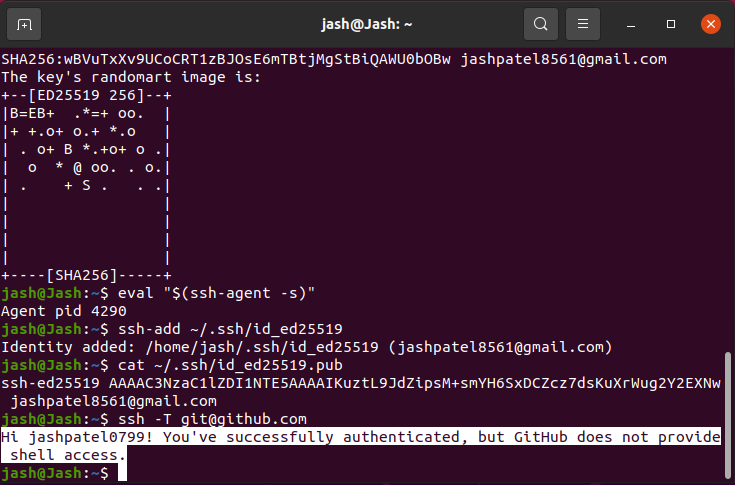 jash@Jash: ~
SHA256:wBVuTxXv9UCoCRT1zBJOsE6mTBtjMgStBiQAWU0bOBw jashpatel8561@gmail.com
The key's randomart image is:
+--[ED25519 256]--+
|B=EB+  .*=+ oo.  |
|+ +.o+ o.+ *.o   |
| . o+ B *.+o+ o .|
|  o  * @ oo. . o.|
| .    + S .   . .|
|                 |
|                 |
|                 |
|                 |
+----[SHA256]-----+
jash@Jash:~$ eval "$(ssh-agent -s)"
Agent pid 4290
jash@Jash:~$ ssh-add ~/.ssh/id_ed25519
Identity added: /home/jash/.ssh/id_ed25519 (jashpatel8561@gmail.com)
jash@Jash:~$ cat ~/.ssh/id_ed25519.pub
ssh-ed25519 AAAAC3NzaC1lZDI1NTE5AAAAIKuztL9JdZipsM+smYH6SxDCZcz7dsKuXrWug2Y2EXNw
 jashpatel8561@gmail.com
jash@Jash:~$ ssh -T git@github.com
Hi jashpatel0799! You've successfully authenticated, but GitHub does not provide
 shell access.
jash@Jash:~$